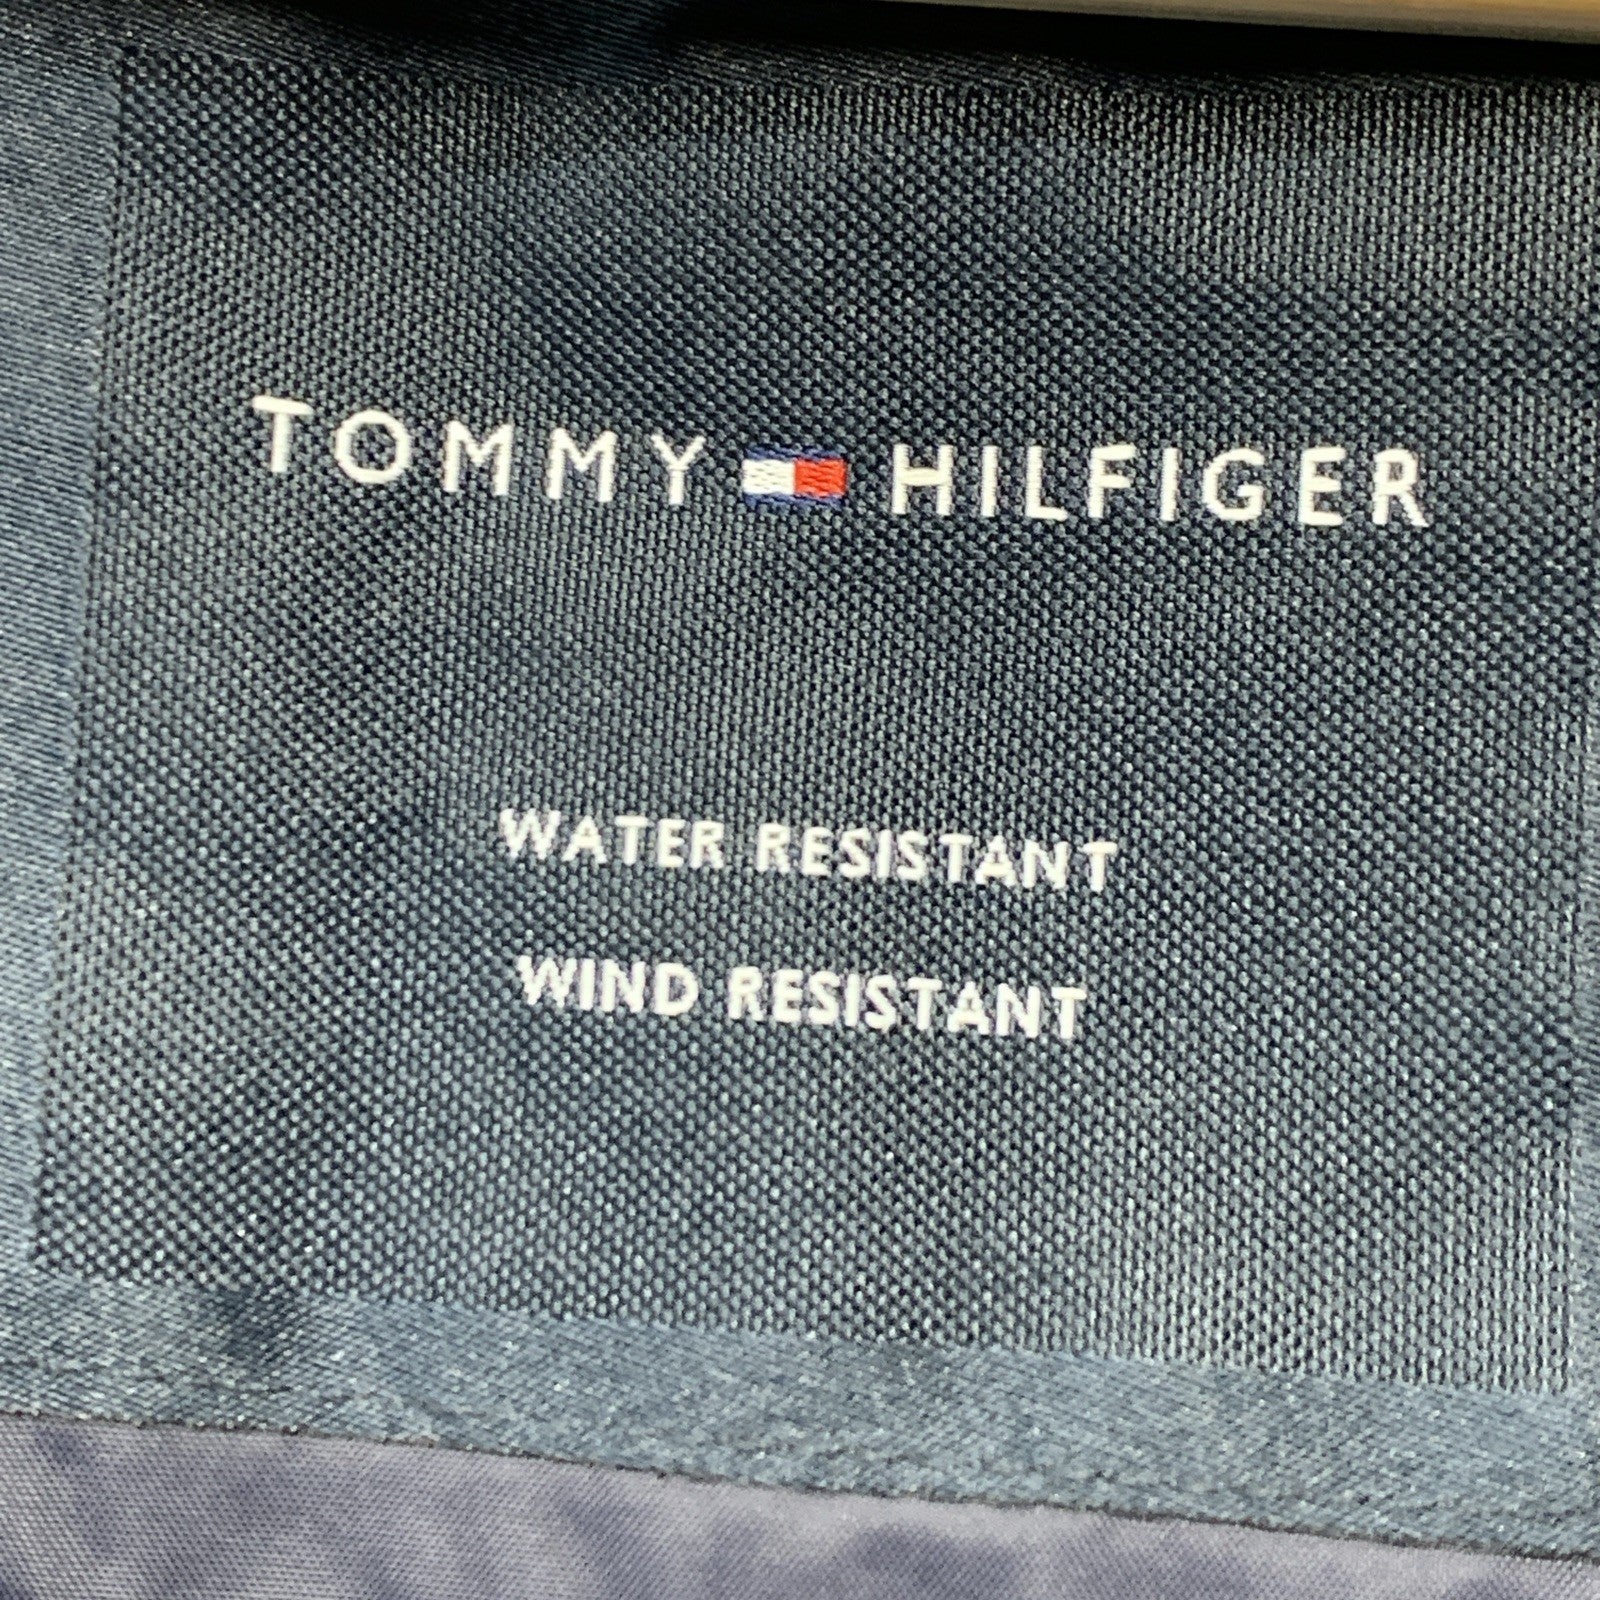 TOMMY HILFIGER
WATER RESISTANT
WIND RESISTANT